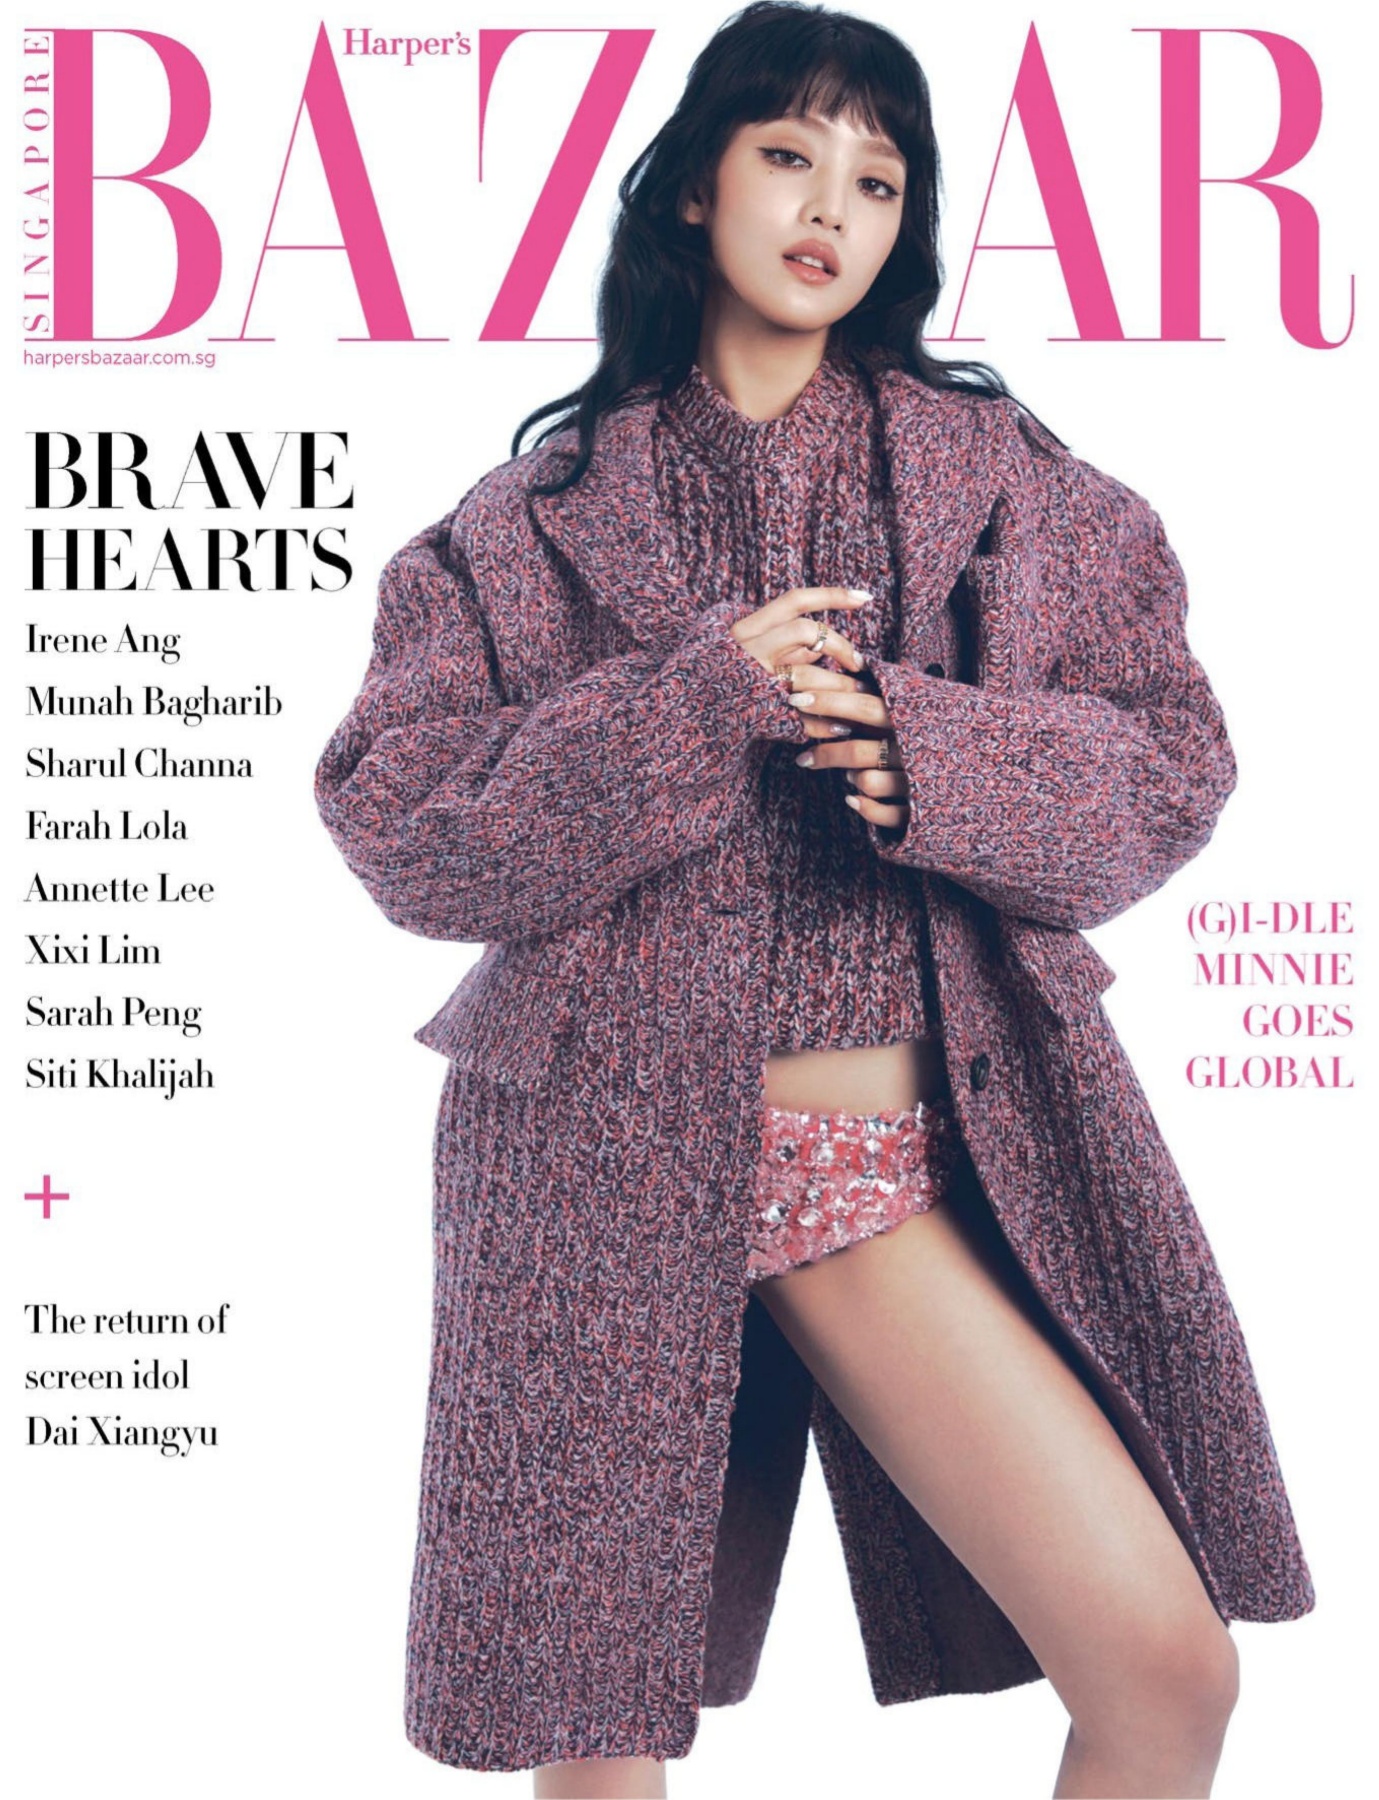 SINGAPORE
Harper's
BAZAAR
harpersbazaar.com.sg
BRAVE
HEARTS
Irene Ang
Munah Bagharib
Sharul Channa
Farah Lola
Annette Lee
Xixi Lim
Sarah Peng
Siti Khalijah
+
The return of
screen idol
Dai Xiangyu
(G)I-DLE
MINNIE
GOES
GLOBAL